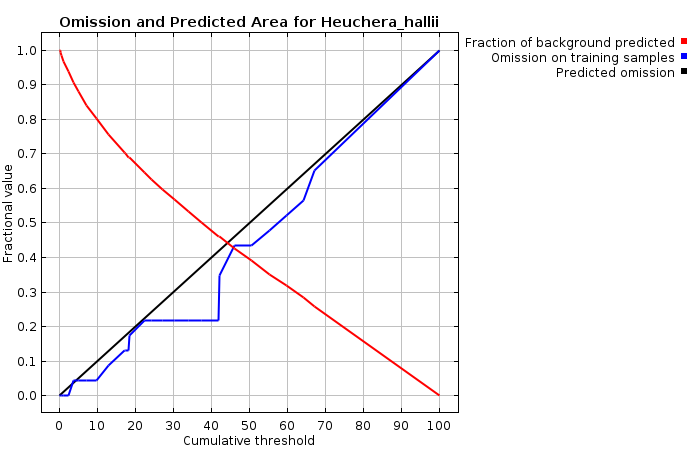 Omission and Predicted Area for Heuchera_hallii
Fraction of background predicted
Omission on training samples
Predicted omission
Fractional value
1.0
0.9
0.8
0.7
0.6
0.5
0.4
0.3
0.2
0.1
0.0
0 10 20 30 40 50 60 70 80 90 100
Cumulative threshold